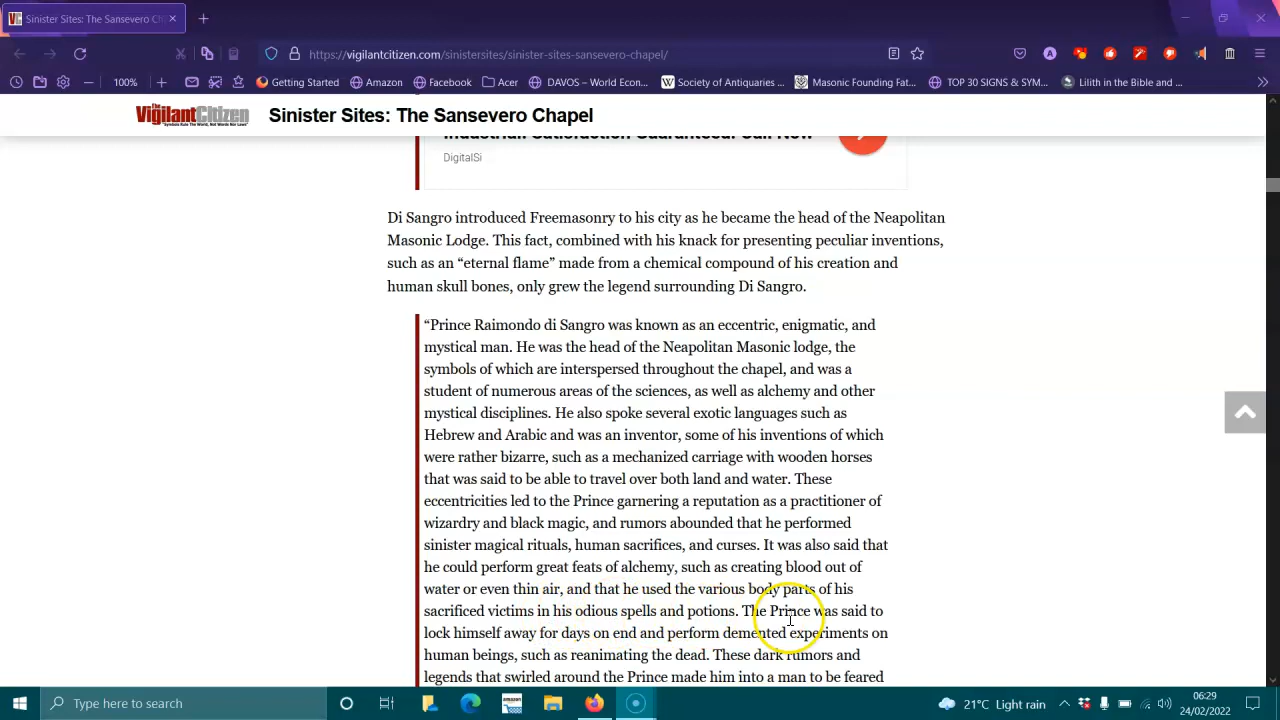 Sinister Sites: The Sansevero Ch
https://vigilantcitizen.com/sinistersites/sinister-sites-sansevero-chapel/
100%
Getting Started
Amazon
Facebook
Acer
DAVOS – World Econ...
Society of Antiquaries ...
Masonic Founding Fat...
TOP 30 SIGNS & SYM...
Lilith in the Bible and ...
The VigilantCitizen
"Symbols Rule The World, Not Words Nor Laws"
Sinister Sites: The Sansevero Chapel
Industrial. Satisfaction Guaranteed. Call Now
DigitalSi
Di Sangro introduced Freemasonry to his city as he became the head of the Neapolitan
Masonic Lodge. This fact, combined with his knack for presenting peculiar inventions,
such as an “eternal flame” made from a chemical compound of his creation and
human skull bones, only grew the legend surrounding Di Sangro.
“Prince Raimondo di Sangro was known as an eccentric, enigmatic, and
mystical man. He was the head of the Neapolitan Masonic lodge, the
symbols of which are interspersed throughout the chapel, and was a
student of numerous areas of the sciences, as well as alchemy and other
mystical disciplines. He also spoke several exotic languages such as
Hebrew and Arabic and was an inventor, some of his inventions of which
were rather bizarre, such as a mechanized carriage with wooden horses
that was said to be able to travel over both land and water. These
eccentricities led to the Prince garnering a reputation as a practitioner of
wizardry and black magic, and rumors abounded that he performed
sinister magical rituals, human sacrifices, and curses. It was also said that
he could perform great feats of alchemy, such as creating blood out of
water or even thin air, and that he used the various body parts of his
sacrificed victims in his odious spells and potions. The Prince was said to
lock himself away for days on end and perform demented experiments on
human beings, such as reanimating the dead. These dark rumors and
legends that swirled around the Prince made him into a man to be feared
Type here to search
21°C Light rain
06:29
24/02/2022